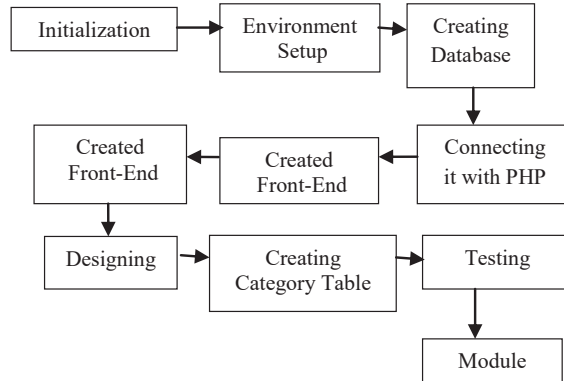 Initialization
Environment
Setup
Creating
Database
Connecting
it with PHP
Created
Front-End
Created
Front-End
Designing
Creating
Category Table
Testing
Module